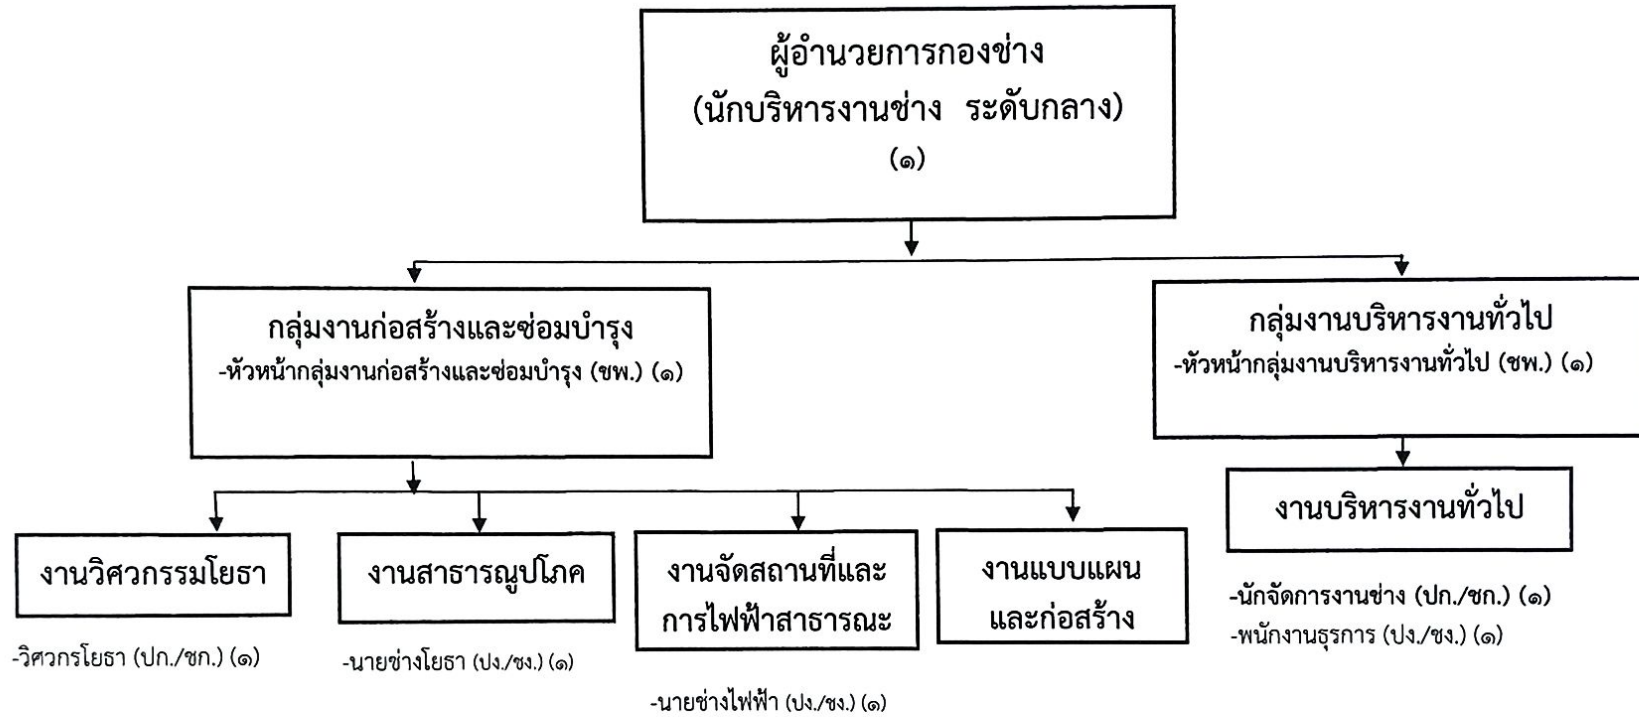 ผู้อำนวยการกองช่าง
(นักบริหารงานช่าง ระดับกลาง)
(๑)
กลุ่มงานก่อสร้างและซ่อมบำรุง
-หัวหน้ากลุ่มงานก่อสร้างและซ่อมบำรุง (ชพ.) (๑)
กลุ่มงานบริหารงานทั่วไป
-หัวหน้ากลุ่มงานบริหารงานทั่วไป (ชพ.) (๑)
งานวิศวกรรมโยธา
-วิศวกรโยธา (ปก./ชก.) (๑)
งานสาธารณูปโภค
-นายช่างโยธา (ปง./ชง.) (๑)
งานจัดสถานที่และ
การไฟฟ้าสาธารณะ
-นายช่างไฟฟ้า (ปง./ชง.) (๑)
งานแบบแผน
และก่อสร้าง
งานบริหารงานทั่วไป
-นักจัดการงานช่าง (ปก./ชก.) (๑)
-พนักงานธุรการ (ปง./ชง.) (๑)